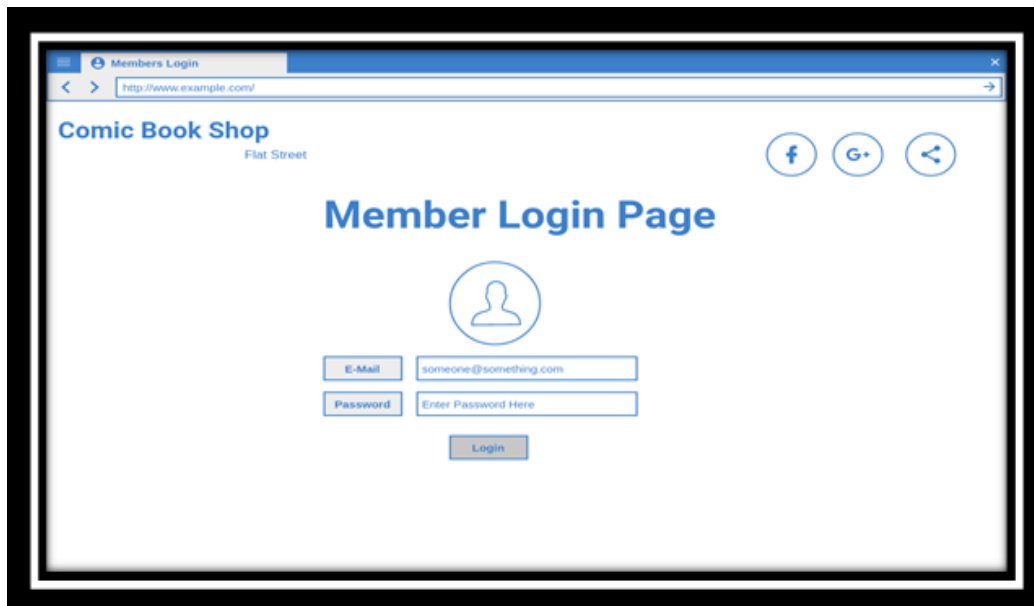 Members Login
http://www.example.com/
Comic Book Shop
Flat Street
G+
Member Login Page
E-Mail someone@something.com
Password Enter Password Here
Login